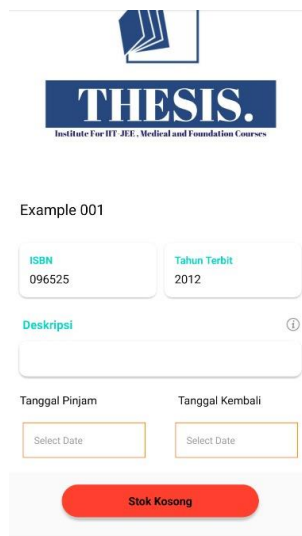 THESIS.
Institute For IIT-JEE , Medical and Foundation Courses
Example 001
ISBN
096525
Tahun Terbit
2012
Deskripsi
Tanggal Pinjam
Tanggal Kembali
Select Date
Select Date
Stok Kosong